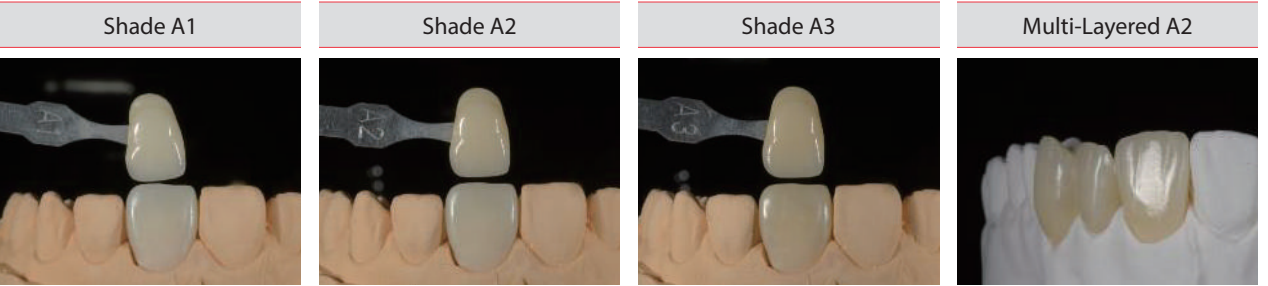 Shade A1
Shade A2
Shade A3
Multi-Layered A2
A1
A2
A3